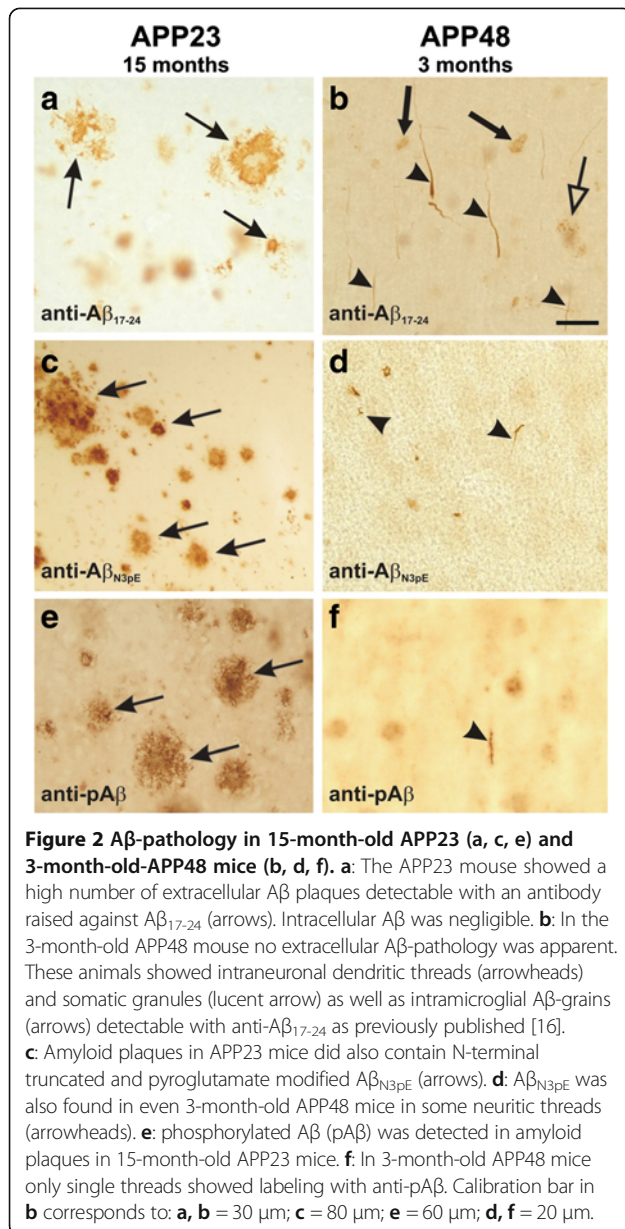 APP23 APP48
15 months 3 months
a b
anti-Aβ17-24 anti-Aβ17-24
c d
anti-AβN3pE anti-AβN3pE
e f
anti-pAβ anti-pAβ
Figure 2 Aβ-pathology in 15-month-old APP23 (a, c, e) and
3-month-old-APP48 mice (b, d, f). a: The APP23 mouse showed a
high number of extracellular Aβ plaques detectable with an antibody
raised against Aβ17-24 (arrows). Intracellular Aβ was negligible. b: In the
3-month-old APP48 mouse no extracellular Aβ-pathology was apparent.
These animals showed intraneuronal dendritic threads (arrowheads)
and somatic granules (lucent arrow) as well as intramicroglial Aβ-grains
(arrows) detectable with anti-Aβ17-24 as previously published [16].
c: Amyloid plaques in APP23 mice did also contain N-terminal
truncated and pyroglutamate modified AβN3pE (arrows). d: AβN3pE was
also found in even 3-month-old APP48 mice in some neuritic threads
(arrowheads). e: phosphorylated Aβ (pAβ) was detected in amyloid
plaques in 15-month-old APP23 mice. f: In 3-month-old APP48 mice
only single threads showed labeling with anti-pAβ. Calibration bar in
b corresponds to: a, b = 30 μm; c = 80 μm; e = 60 μm; d, f = 20 μm.